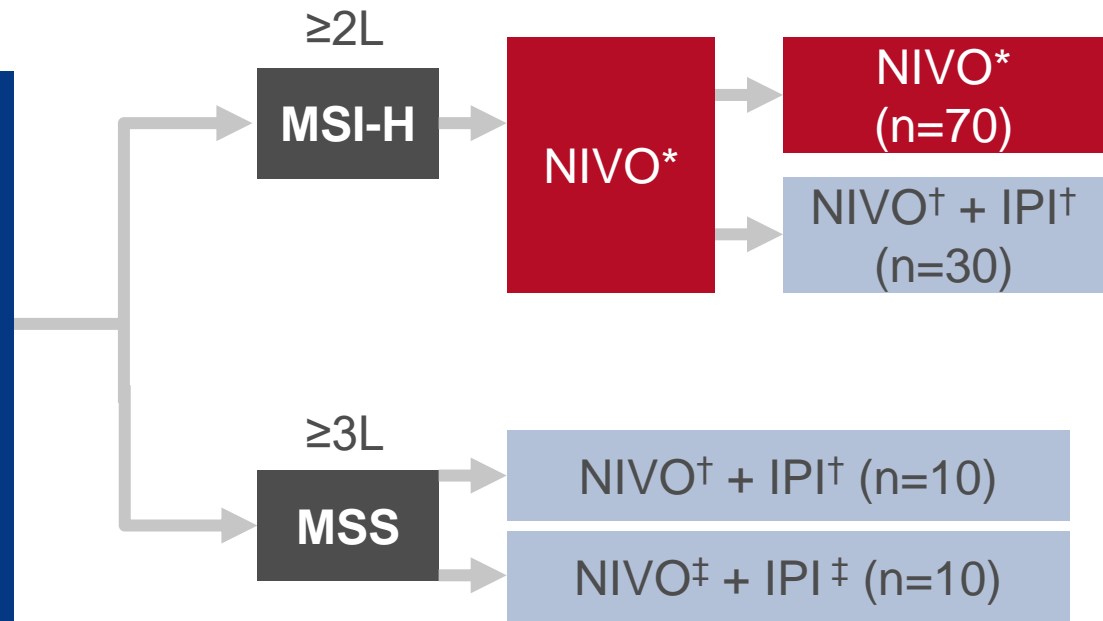 ≥2L
MSI-H
NIVO*
NIVO*
(n=70)
NIVO† + IPI†
(n=30)
≥3L
MSS
NIVO† + IPI† (n=10)
NIVO‡ + IPI ‡ (n=10)